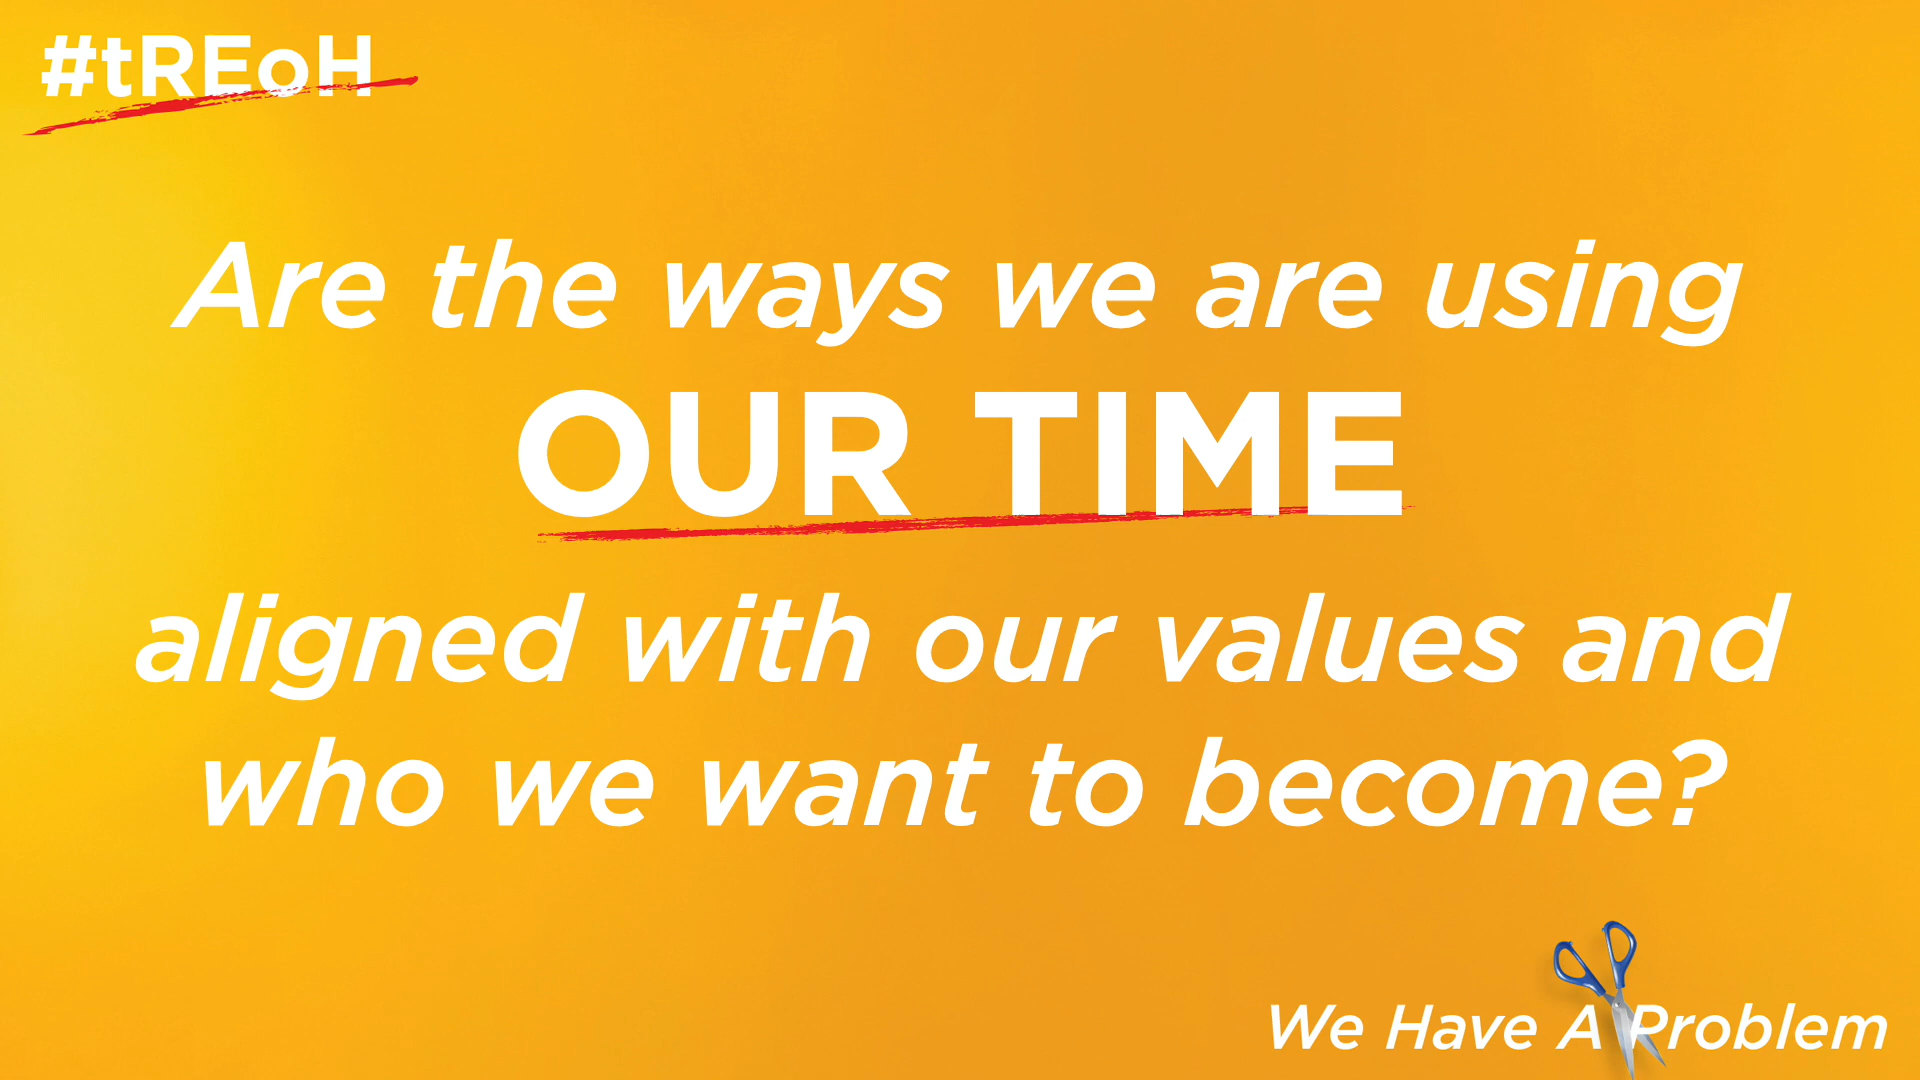 #tREoH
Are the ways we are using
OUR TIME
aligned with our values and
who we want to become?
We Have A Problem